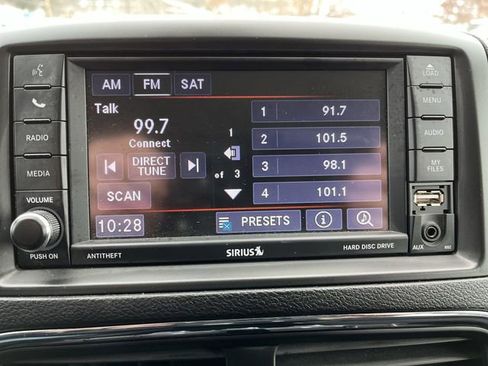 LOAD
AM FM SAT
MENU
Talk
1 91.7
99.7
Connect
1
2 101.5
RADIO
AUDIO
DIRECT
TUNE
3 98.1
MEDIA
MY
FILES
of 3
SCAN
4 101.1
VOLUME
10:28
PRESETS
PUSH ON
ANTITHEFT
SIRIUS
HARD DISC DRIVE
AUX